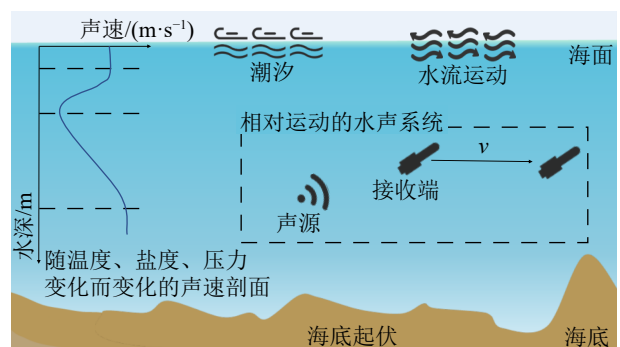 声速/(m·s⁻¹)
潮汐
水流运动
海面
相对运动的水声系统
v
接收端
声源
水深/m
随温度、盐度、压力
变化而变化的声速剖面
海底起伏
海底